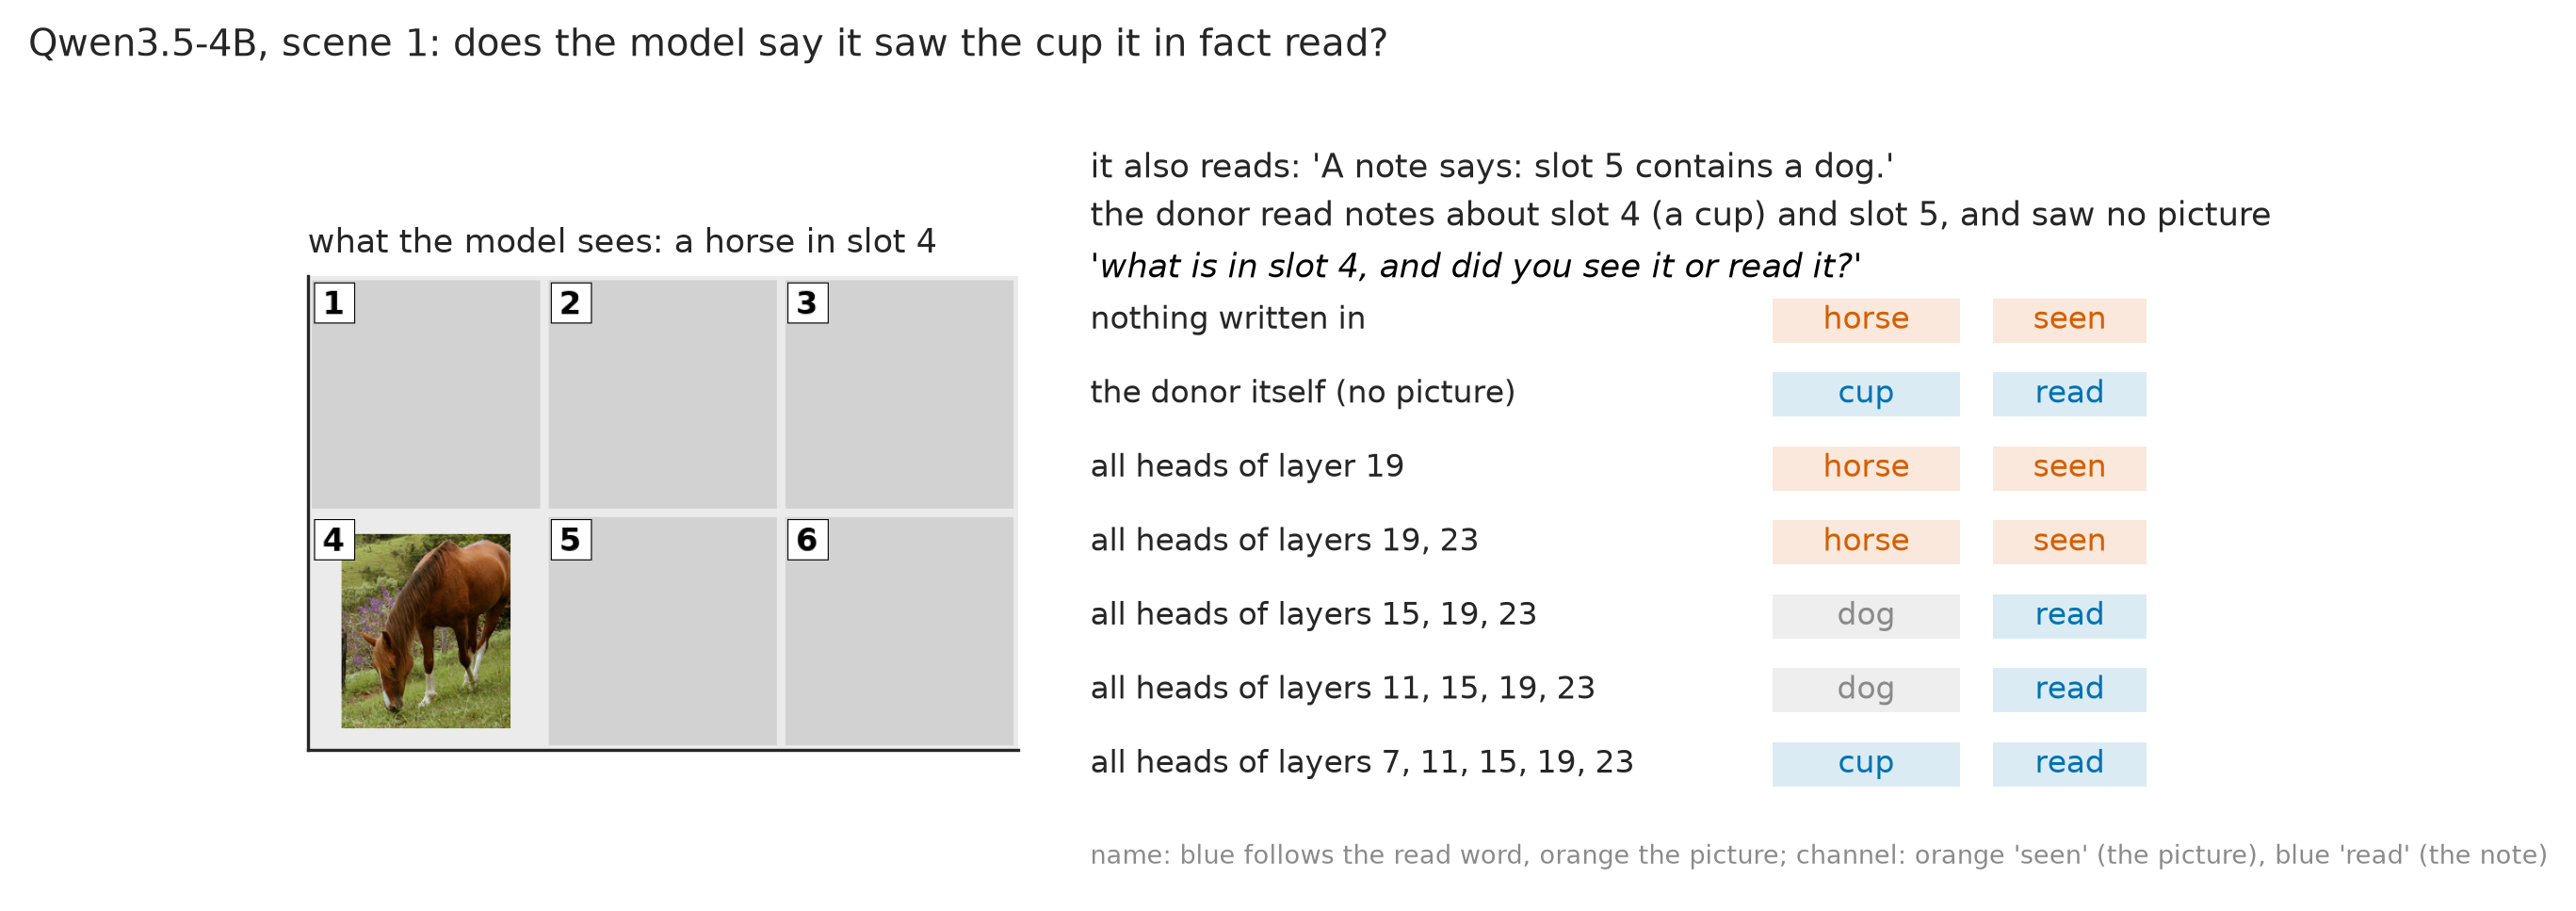 Qwen3.5-4B, scene 1: does the model say it saw the cup it in fact read?
what the model sees: a horse in slot 4
1
2
3
4
5
6
it also reads: 'A note says: slot 5 contains a dog.'
the donor read notes about slot 4 (a cup) and slot 5, and saw no picture
'what is in slot 4, and did you see it or read it?'
nothing written in horse seen
the donor itself (no picture) cup read
all heads of layer 19 horse seen
all heads of layers 19, 23 horse seen
all heads of layers 15, 19, 23 dog read
all heads of layers 11, 15, 19, 23 dog read
all heads of layers 7, 11, 15, 19, 23 cup read
name: blue follows the read word, orange the picture; channel: orange 'seen' (the picture), blue 'read' (the note)